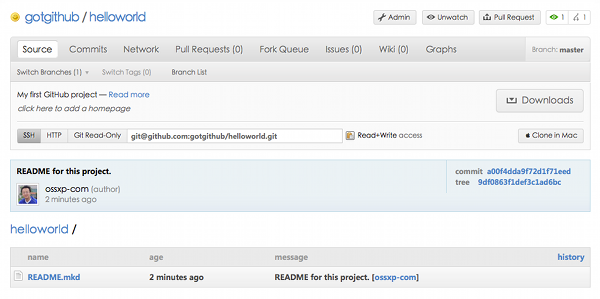 gotgithub / helloworld
Admin Unwatch Pull Request 1 1
Source Commits Network Pull Requests (0) Fork Queue Issues (0) Wiki (0) Graphs Branch: master
Switch Branches (1) Switch Tags (0) Branch List
My first GitHub project — Read more
click here to add a homepage
Downloads
SSH HTTP Git Read-Only git@github.com:gotgithub/helloworld.git Read+Write access Clone in Mac
README for this project.
commit a00f4dda9f72d1f71eed
ossxp-com (author)
tree 9df0863f1def3c1ad6bc
2 minutes ago
helloworld /
name age message history
README.mkd 2 minutes ago README for this project. [ossxp-com]